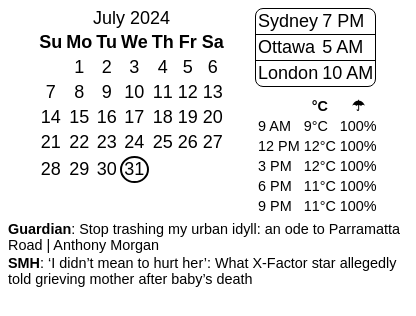 July 2024
Su Mo Tu We Th Fr Sa
1 2 3 4 5 6
7 8 9 10 11 12 13
14 15 16 17 18 19 20
21 22 23 24 25 26 27
28 29 30 31
Sydney 7 PM
Ottawa 5 AM
London 10 AM
°C ☂
9 AM 9°C 100%
12 PM 12°C 100%
3 PM 12°C 100%
6 PM 11°C 100%
9 PM 11°C 100%
Guardian: Stop trashing my urban idyll: an ode to Parramatta
Road | Anthony Morgan
SMH: ‘I didn’t mean to hurt her’: What X-Factor star allegedly
told grieving mother after baby’s death